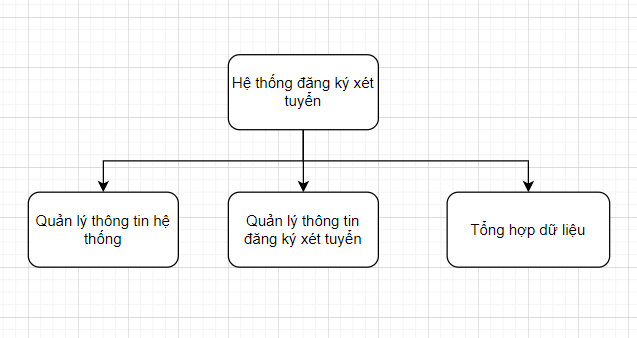 Hệ thống đăng ký xét
tuyển
Quản lý thông tin hệ
thống
Quản lý thông tin
đăng ký xét tuyển
Tổng hợp dữ liệu